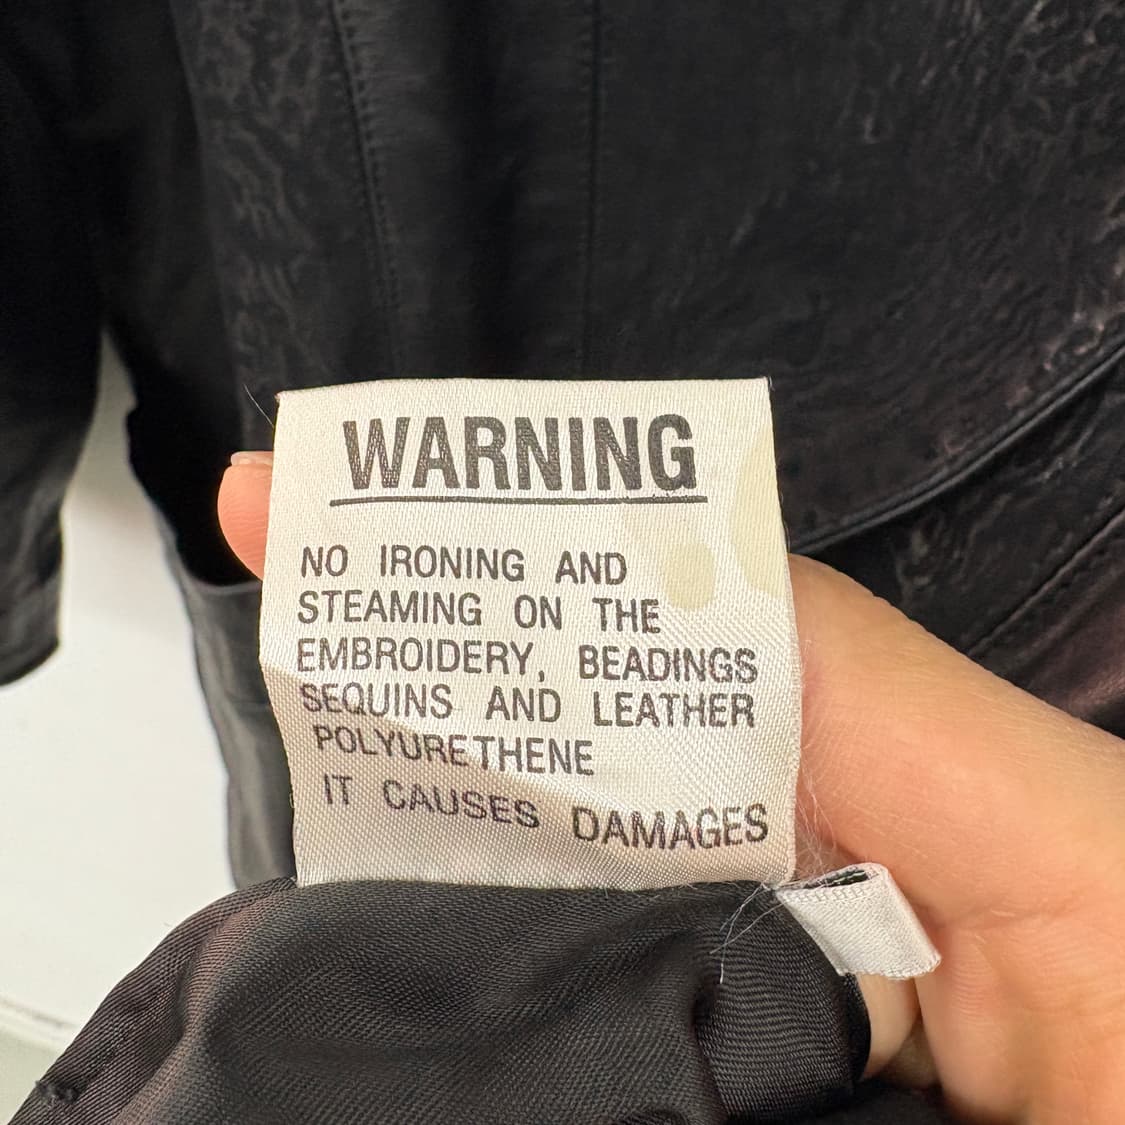 WARNING
NO IRONING AND
STEAMING ON THE
EMBROIDERY, BEADINGS
SEQUINS AND LEATHER
POLYURETHENE
IT CAUSES DAMAGES